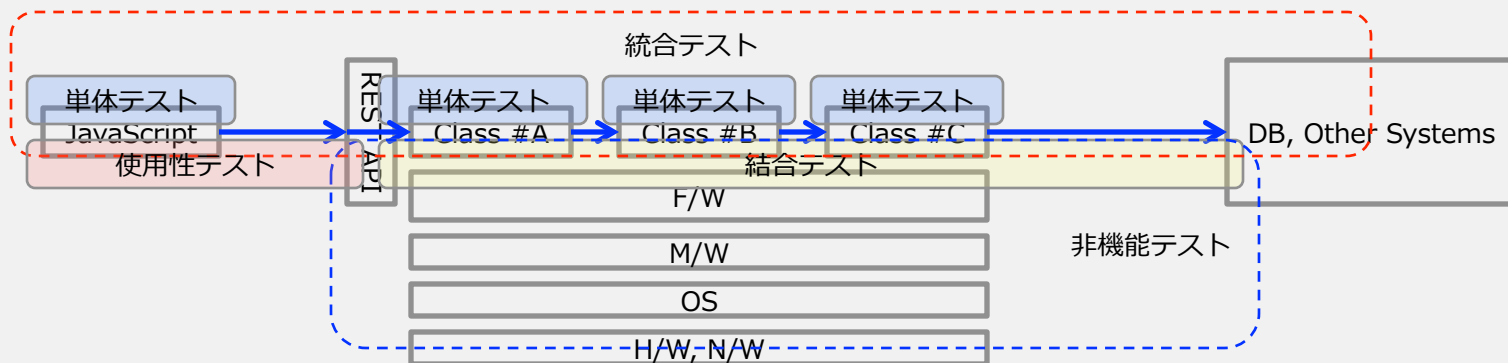 統合テスト
単体テスト
単体テスト
単体テスト
単体テスト
JavaScript
RES
API
Class #A
Class #B
Class #C
DB, Other Systems
使用性テスト
結合テスト
F/W
非機能テスト
M/W
OS
H/W, N/W